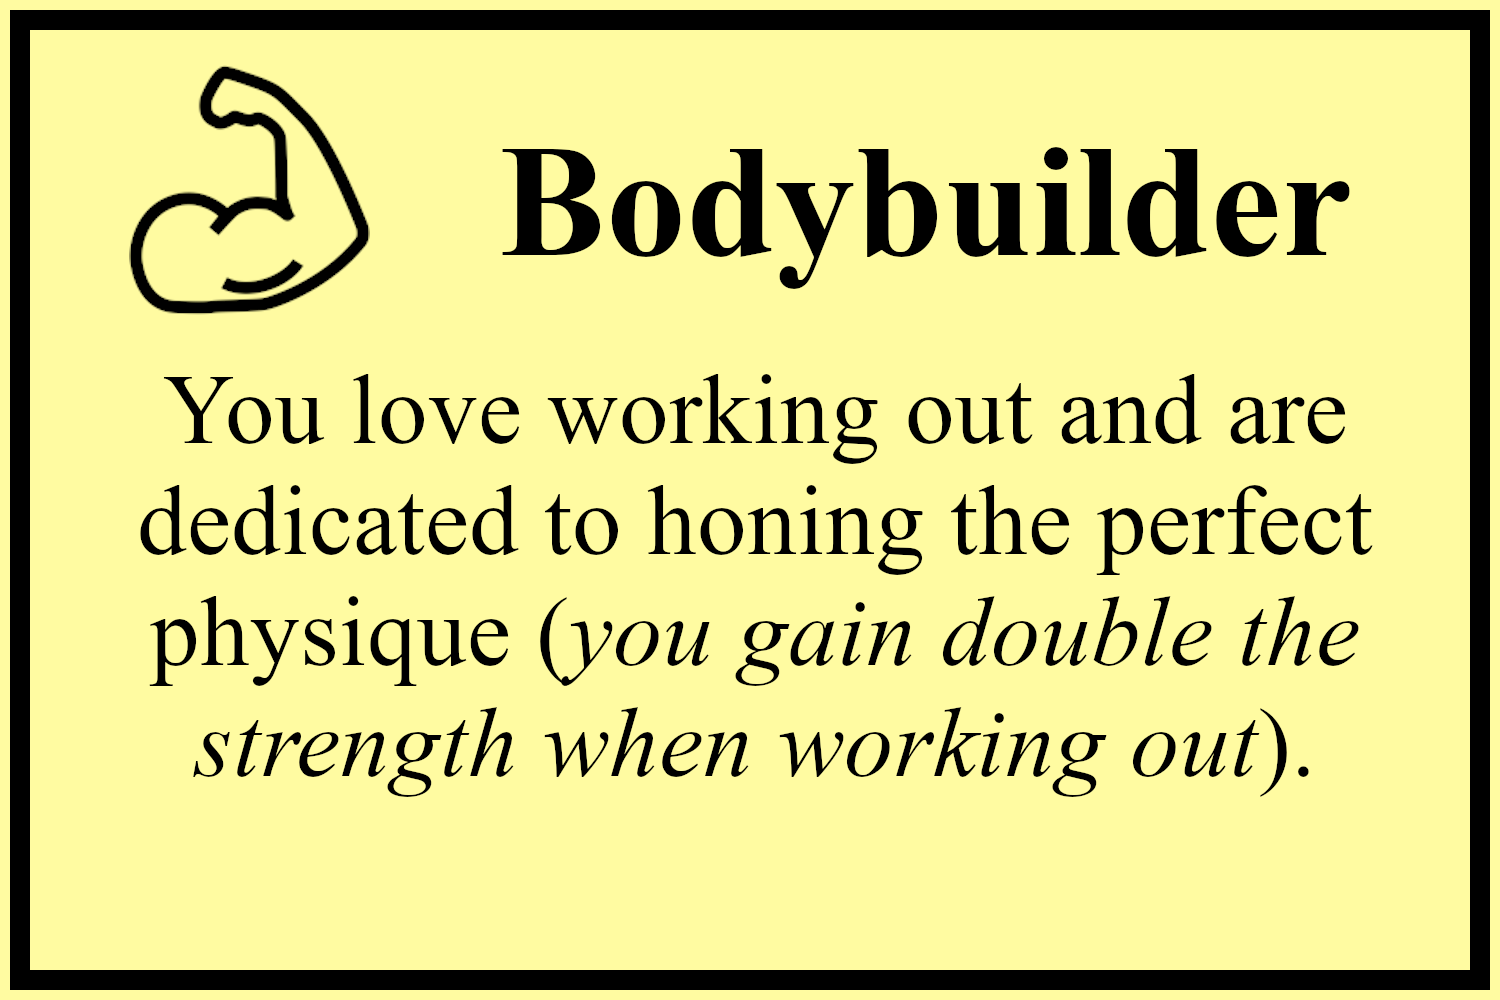 Bodybuilder
You love working out and are
dedicated to honing the perfect
physique (you gain double the
strength when working out).